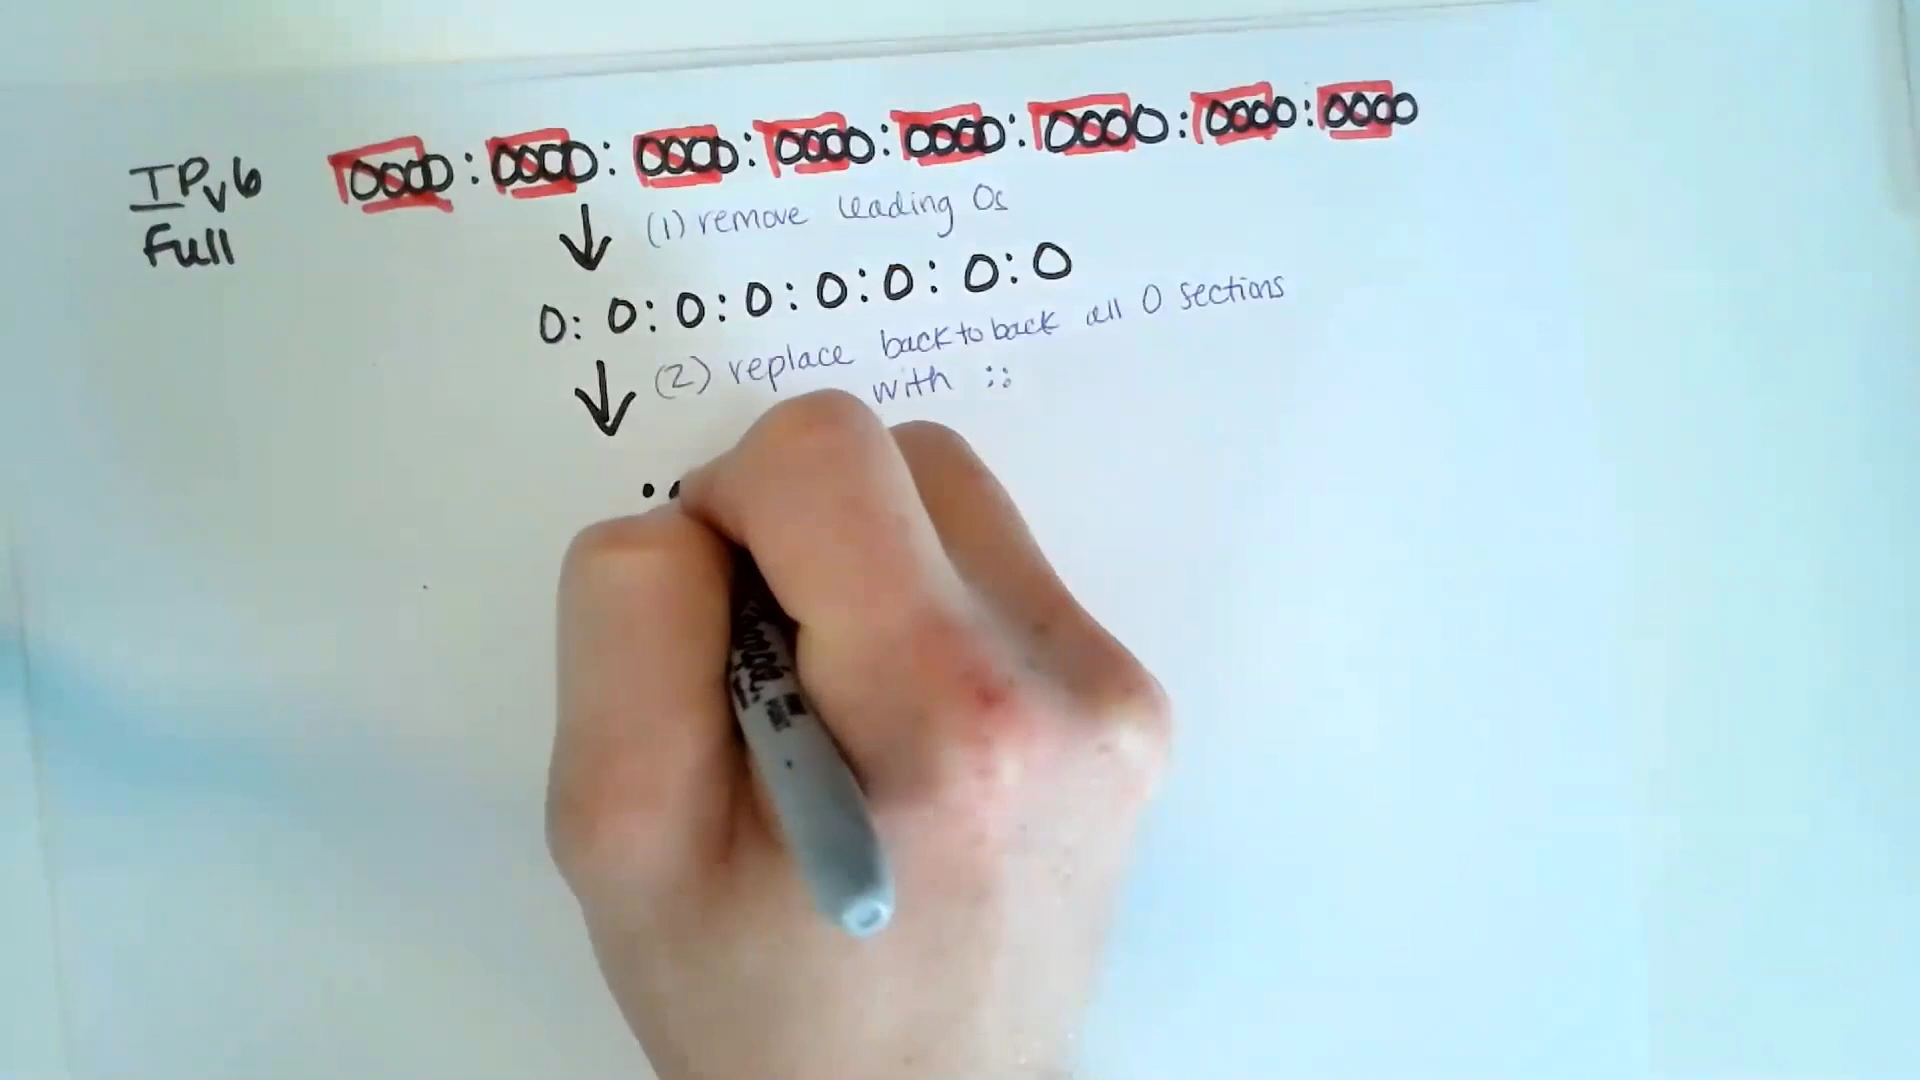 IPv6 0000:0000:0000:0000:0000:0000:0000:0000
Full
(1) remove leading 0s
0:0:0:0:0:0:0:0
(2) replace back to back all 0 sections
with ::